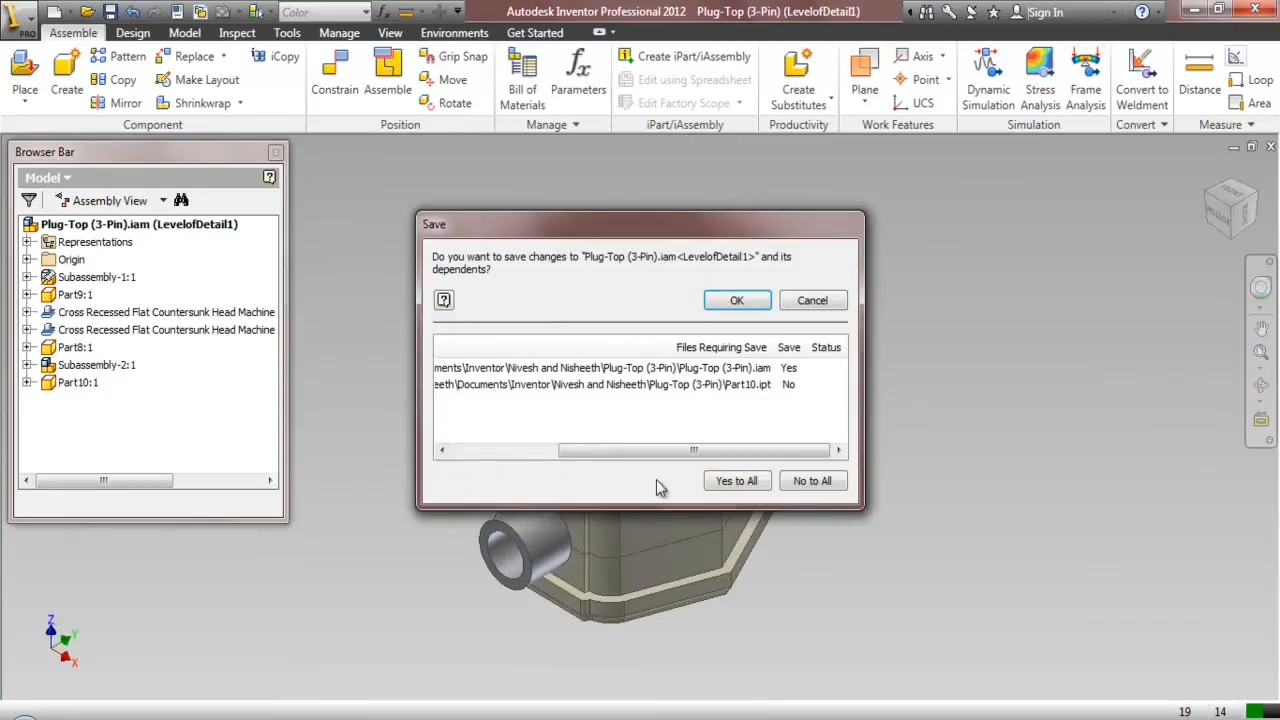 PRO
Color
Autodesk Inventor Professional 2012 Plug-Top (3-Pin) (LevelofDetail1)
Sign In
Assemble Design Model Inspect Tools Manage View Environments Get Started
Place
Create
Pattern
Copy
Mirror
Replace
Make Layout
Shrinkwrap
iCopy
Component
Constrain
Assemble
Grip Snap
Move
Rotate
Position
Bill of
Materials
fx
Parameters
Manage
Create iPart/iAssembly
Edit using Spreadsheet
Edit Factory Scope
iPart/iAssembly
Create
Substitutes
Productivity
Plane
Axis
Point
UCS
Work Features
Dynamic
Simulation
Stress
Analysis
Frame
Analysis
Simulation
Convert to
Weldment
Convert
Distance
Loop
Area
Measure
Browser Bar
Model
Assembly View
Plug-Top (3-Pin).iam (LevelofDetail1)
Representations
Origin
Subassembly-1:1
Part9:1
Cross Recessed Flat Countersunk Head Machine
Cross Recessed Flat Countersunk Head Machine
Part8:1
Subassembly-2:1
Part10:1
Save
Do you want to save changes to "Plug-Top (3-Pin).iam<LevelofDetail1>" and its
dependents?
OK Cancel
Files Requiring Save Save Status
ments\Inventor\Nivesh and Nisheeth\Plug-Top (3-Pin)\Plug-Top (3-Pin).iam Yes
eeth\Documents\Inventor\Nivesh and Nisheeth\Plug-Top (3-Pin)\Part10.ipt No
Yes to All No to All
FRONT
Z
Y
X
19 14